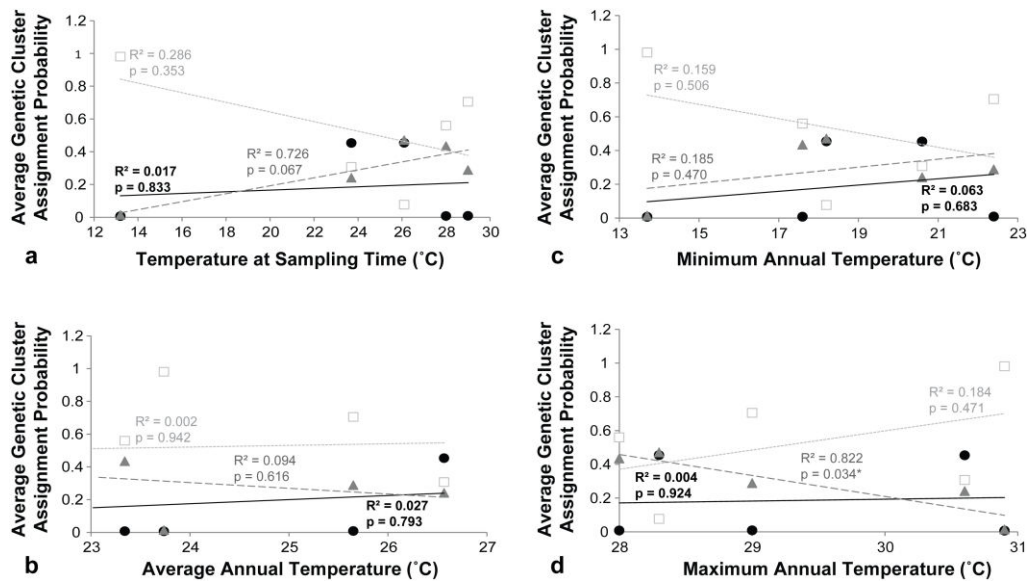 Average Genetic Cluster
Assignment Probability
1.2
1
0.8
0.6
0.4
0.2
0
R² = 0.286
p = 0.353
0.726
p = 0.067
R² = 0.017
p = 0.833
12 14 16 18 20 22 24 26 28 30
a
Temperature at Sampling Time (˚C)
Average Genetic Cluster
Assignment Probability
1.2
1
0.8
0.6
0.4
0.2
0
R² = 0.159
p = 0.506
R² = 0.185
p = 0.470
R² = 0.063
p = 0.683
13 15 17 19 21 23
c
Minimum Annual Temperature (˚C)
Average Genetic Cluster
Assignment Probability
1.2
1
0.8
0.6
0.4
0.2
0
R² = 0.002
p = 0.942
R² = 0.094
p = 0.616
R² = 0.027
p = 0.793
23 24 25 26 27
b
Average Annual Temperature (˚C)
Average Genetic Cluster
Assignment Probability
1.2
1
0.8
0.6
0.4
0.2
0
R² = 0.184
p = 0.471
R² = 0.822
p = 0.034*
R² = 0.004
p = 0.924
28 29 30 31
d
Maximum Annual Temperature (˚C)